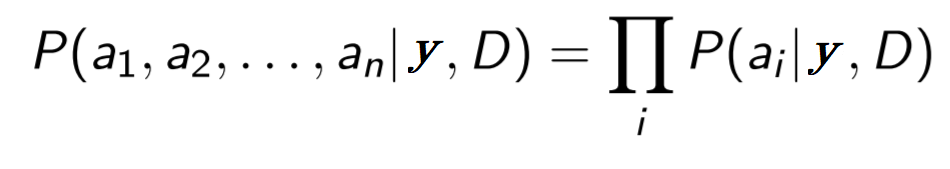 P(a₁, a₂, . . . , aₙ| y, D) = ∏ P(aᵢ| y, D)
i